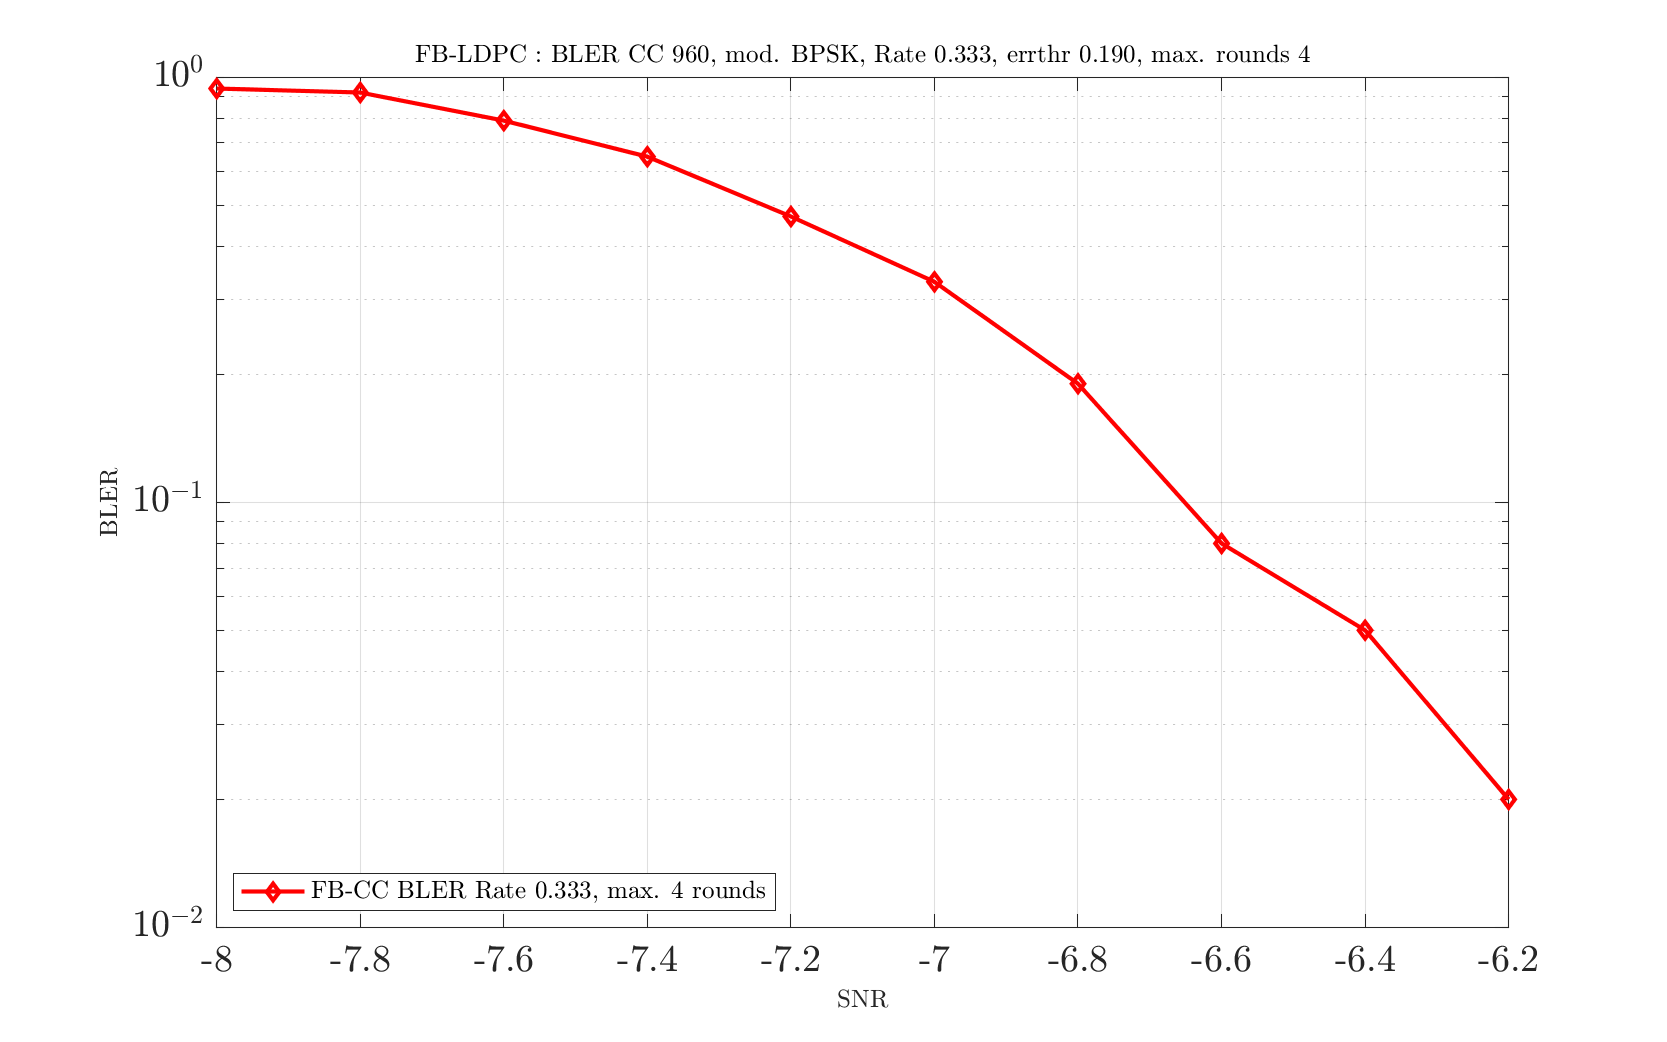 FB-LDPC : BLER CC 960, mod. BPSK, Rate 0.333, errthr 0.190, max. rounds 4
10^0
10^-1
10^-2
BLER
FB-CC BLER Rate 0.333, max. 4 rounds
-8 -7.8 -7.6 -7.4 -7.2 -7 -6.8 -6.6 -6.4 -6.2
SNR